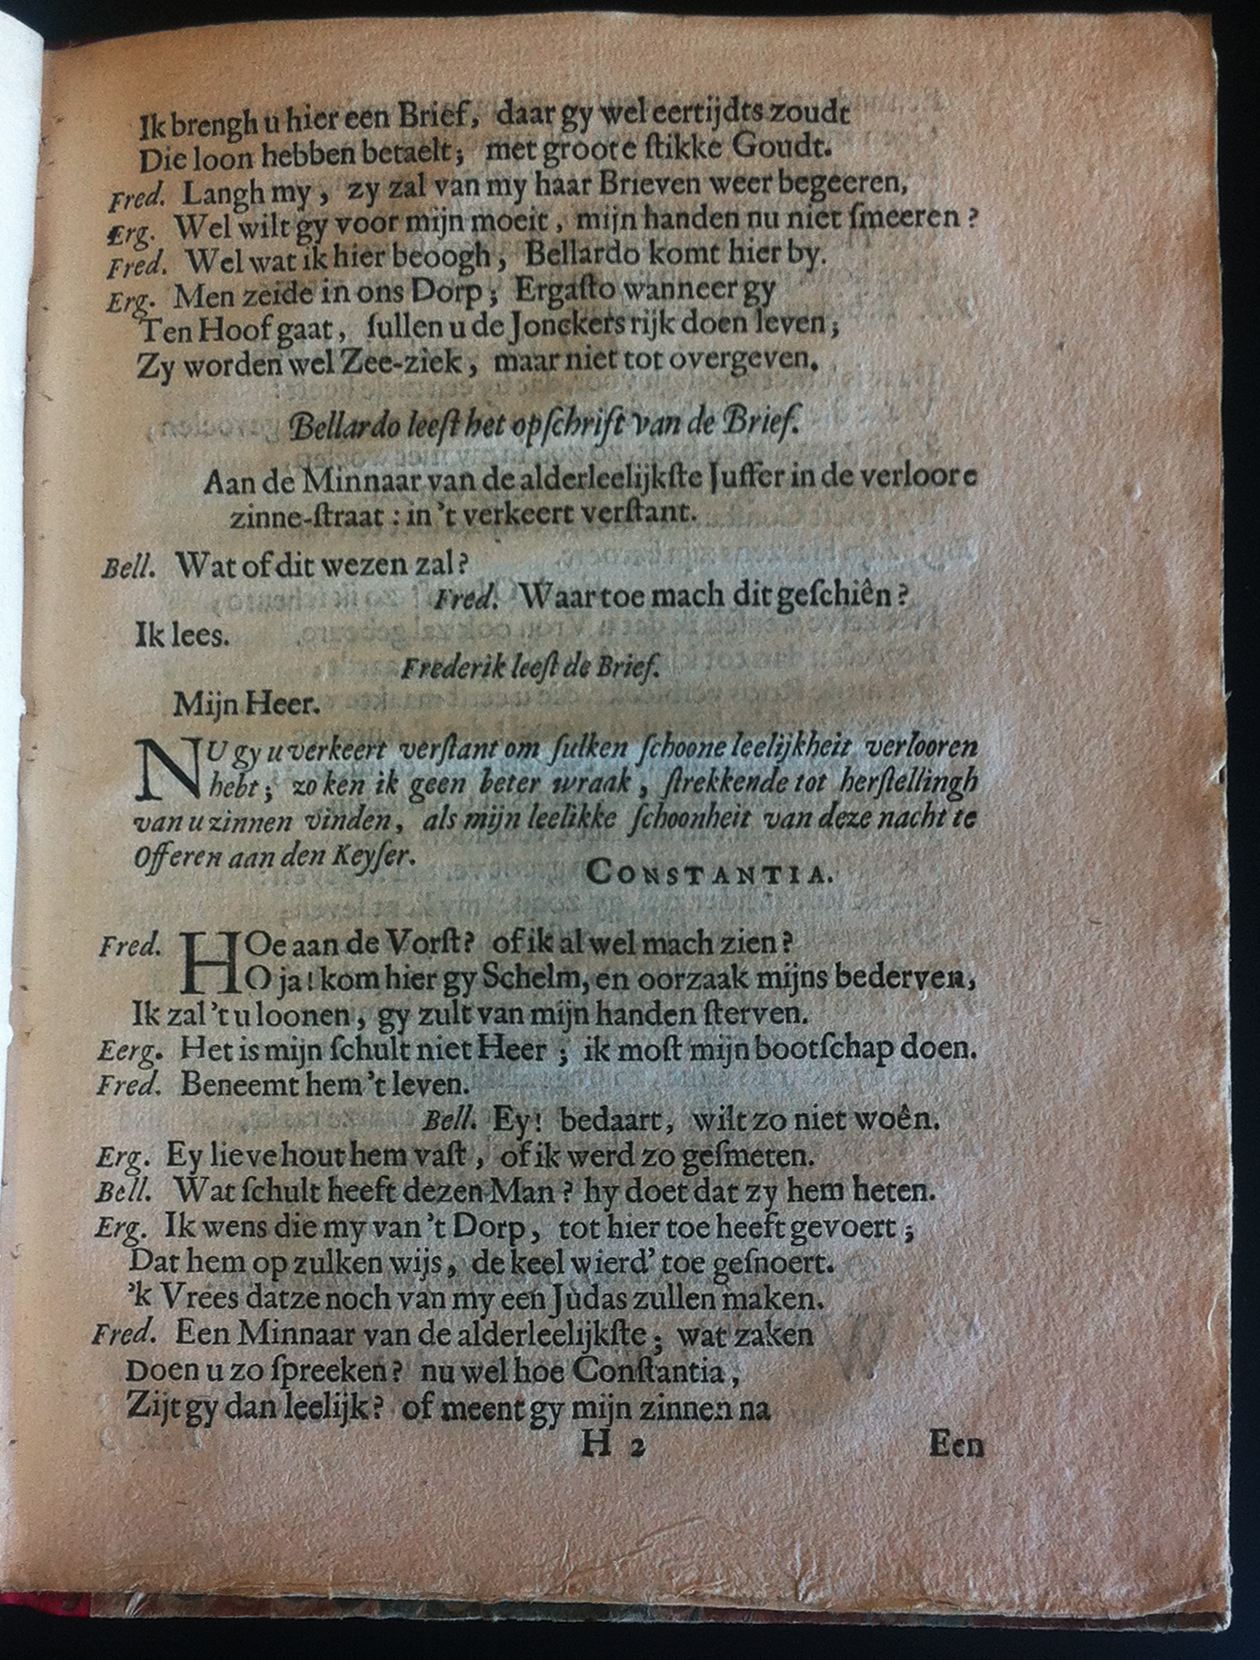 Ik brengh u hier een Brief, daar gy wel eertijdts zoudt
Die loon hebben betaelt; met groote ſtikke Goudt.
Fred. Langh my, zy zal van my haar Brieven weer begeeren,
Erg. Wel wilt gy voor mijn moeit, mijn handen nu niet ſmeeren?
Fred. Wel wat ik hier beoogh, Bellardo komt hier by.
Erg. Men zeide in ons Dorp; Ergaſto wanneer gy
Ten Hoof gaat, ſullen u de Jonckers rijk doen leven;
Zy worden wel Zee-ziek, maar niet tot overgeven.
Bellardo leeſt het opſchrift van de Brief.
Aan de Minnaar van de alderleelijkſte Juffer in de verloore
zinne-ſtraat: in 't verkeert verſtant.
Bell. Wat of dit wezen zal?
Fred. Waar toe mach dit geſchiên?
Ik lees.
Frederik leeſt de Brief.
Mijn Heer.
NU gy u verkeert verſtant om ſulken ſchoone leelijkheit verlooren
hebt; zo ken ik geen beter wraak, ſtrekkende tot herſtellingh
van u zinnen vinden, als mijn leelikke ſchoonheit van deze nacht te
Offeren aan den Keyſer.
CONSTANTIA.
Fred. HOe aan de Vorſt? of ik al wel mach zien?
O ja! kom hier gy Schelm, en oorzaak mijns bederven,
Ik zal 't u loonen, gy zult van mijn handen ſterven.
Eerg. Het is mijn ſchult niet Heer; ik moſt mijn bootſchap doen.
Fred. Beneemt hem 't leven.
Bell. Ey! bedaart, wilt zo niet woên.
Erg. Ey lieve hout hem vaſt, of ik werd zo geſmeten.
Bell. Wat ſchult heeft dezen Man? hy doet dat zy hem heten.
Erg. Ik wens die my van 't Dorp, tot hier toe heeft gevoert;
Dat hem op zulken wijs, de keel wierd' toe geſnoert.
'k Vrees datze noch van my een Judas zullen maken.
Fred. Een Minnaar van de alderleelijkſte; wat zaken
Doen u zo ſpreeken? nu wel hoe Conſtantia,
Zijt gy dan leelijk? of meent gy mijn zinnen na
H 2 Een